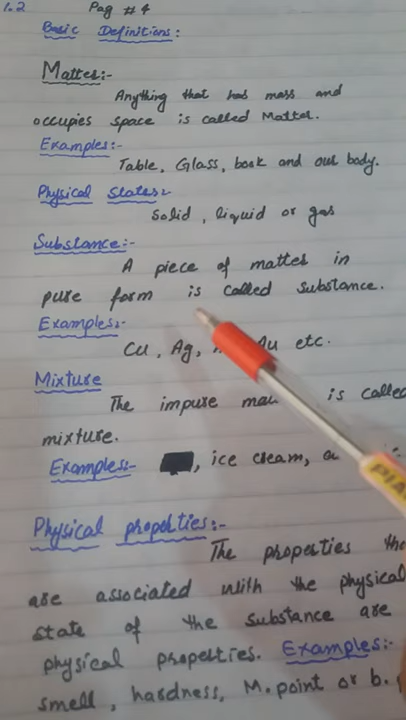 1.2 Pag # 4
Basic Definitions:
Matter:-
Anything that has mass and
occupies space is called Matter.
Examples:-
Table, Glass, book and our body.
Physical States:-
Solid, liquid or gas
Substance:-
A piece of matter in
pure form is called Substance.
Examples:-
Cu, Ag, Au etc.
Mixture
The impure is called
mixture.
Examples:- , ice cream,
Physical properties:-
The properties
are associated with the physical
state of the substance are
physical properties. Examples:-
smell, hardness, M.point or b.